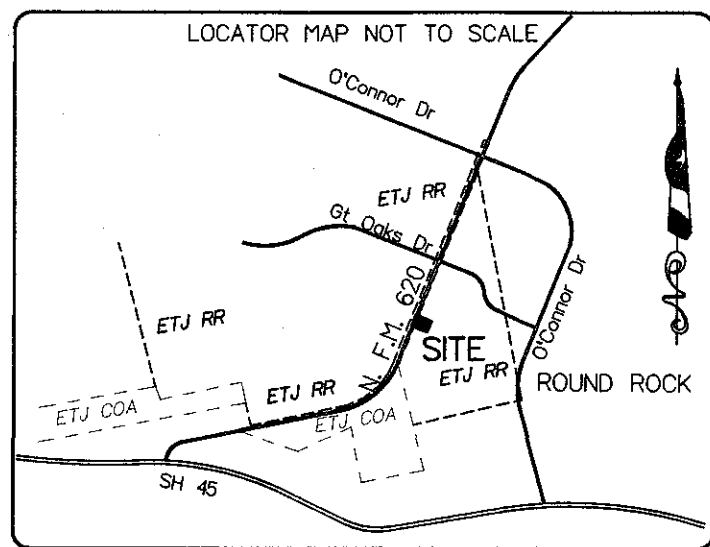 LOCATOR MAP NOT TO SCALE
O'Connor Dr
ETJ RR
Gt Oaks Dr
N. F.M. 620
ETJ RR
SITE
O'Connor Dr
ETJ RR
ROUND ROCK
ETJ RR
ETJ COA
ETJ COA
SH 45